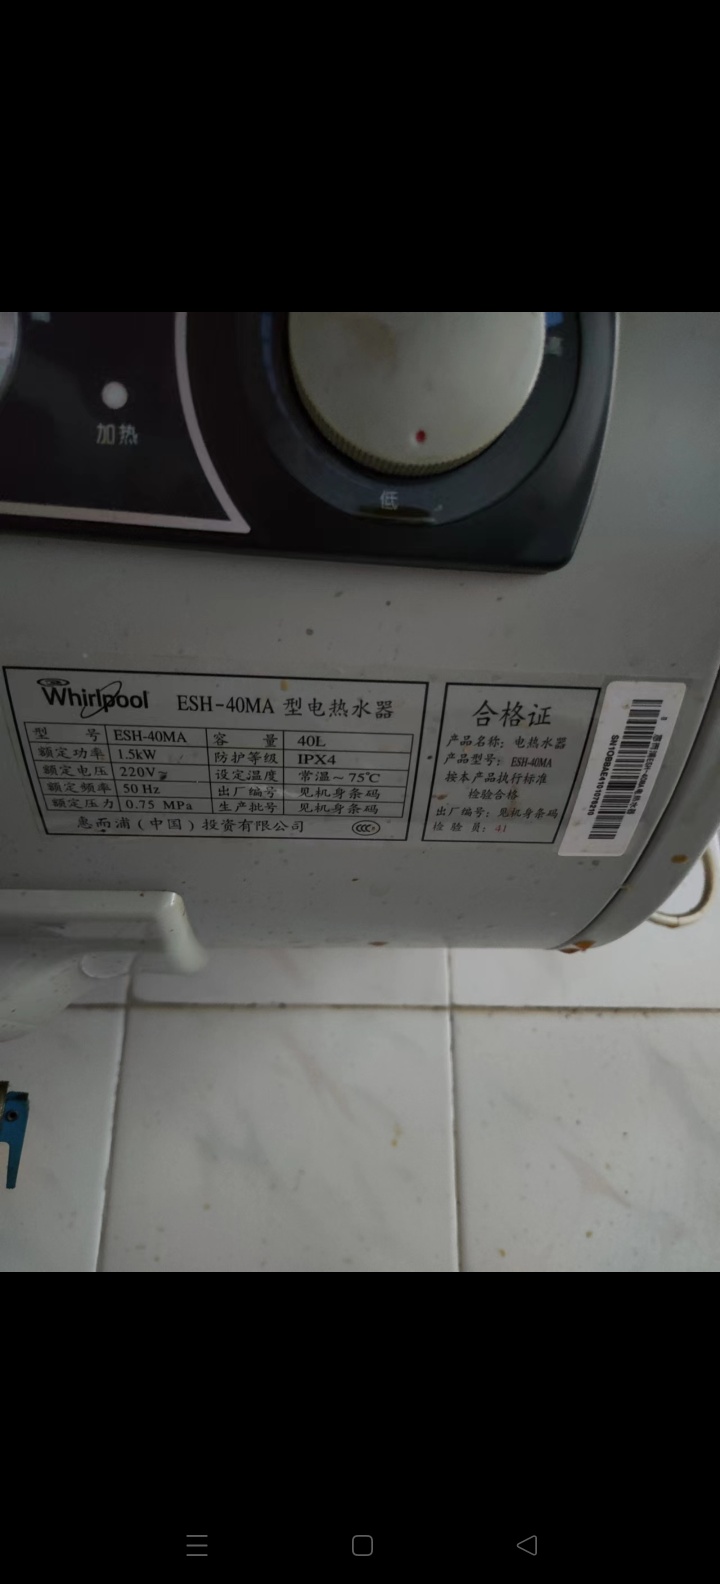 高
加热
低
Whirlpool ESH-40MA 型电热水器
型 号 ESH-40MA 容 量 40L
额定功率 1.5kW 防护等级 IPX4
额定电压 220V 设定温度 常温～75℃
额定频率 50 Hz 出厂编号 见机身条码
额定压力 0.75 MPa 生产批号 见机身条码
惠而浦（中国）投资有限公司
合格证
产品名称：电热水器
产品型号：ESH-40MA
按本产品执行标准
检验合格
出厂编号：见机身条码
检 验 员：41